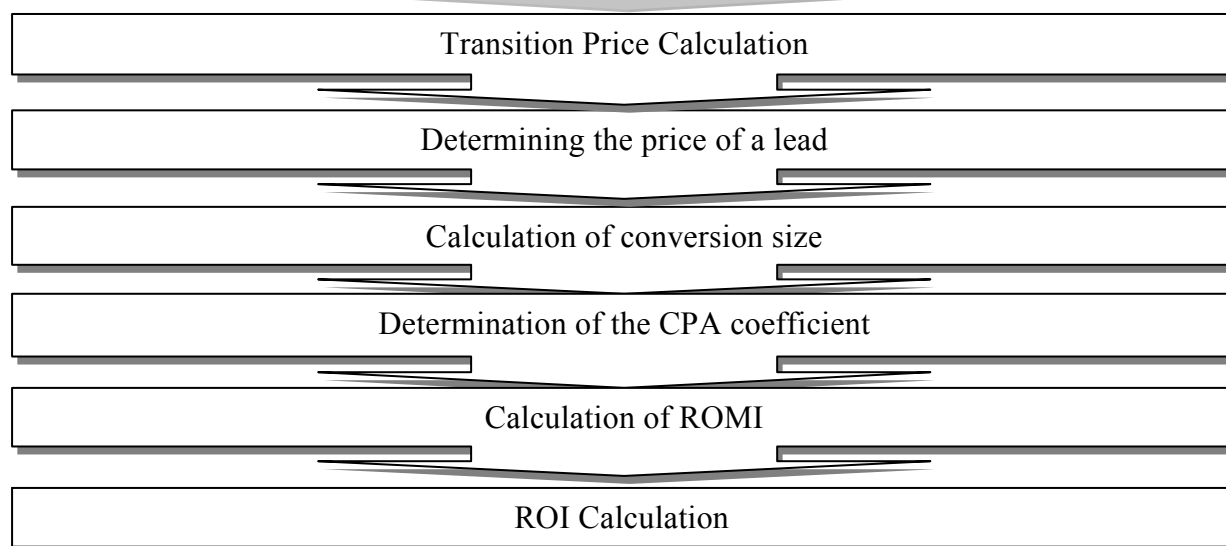 Transition Price Calculation
Determining the price of a lead
Calculation of conversion size
Determination of the CPA coefficient
Calculation of ROMI
ROI Calculation